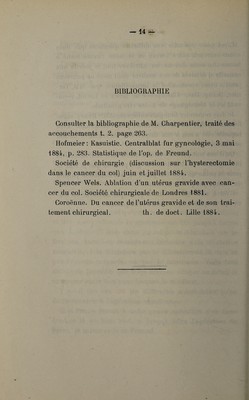 — 14 —
BIBLIOGRAPHIE
Consulter la bibliographie de M. Charpentier, traité des
accouchements t. 2. page 263.
Hofmeier: Kasuistic. Centralblat fur gyncologie, 3 mai
1884, p. 283. Statistique de l'op. de Freund.
Société de chirurgie (discussion sur l'hysterectomie
dans le cancer du col) juin et juillet 1884.
Spencer Wels. Ablation d'un utérus gravide avec can-
cer du col. Société chirurgicale de Londres 1881.
Coroënne. Du cancer de l'utérus gravide et de son trai-
tement chirurgical. th. de doct. Lille 1884.